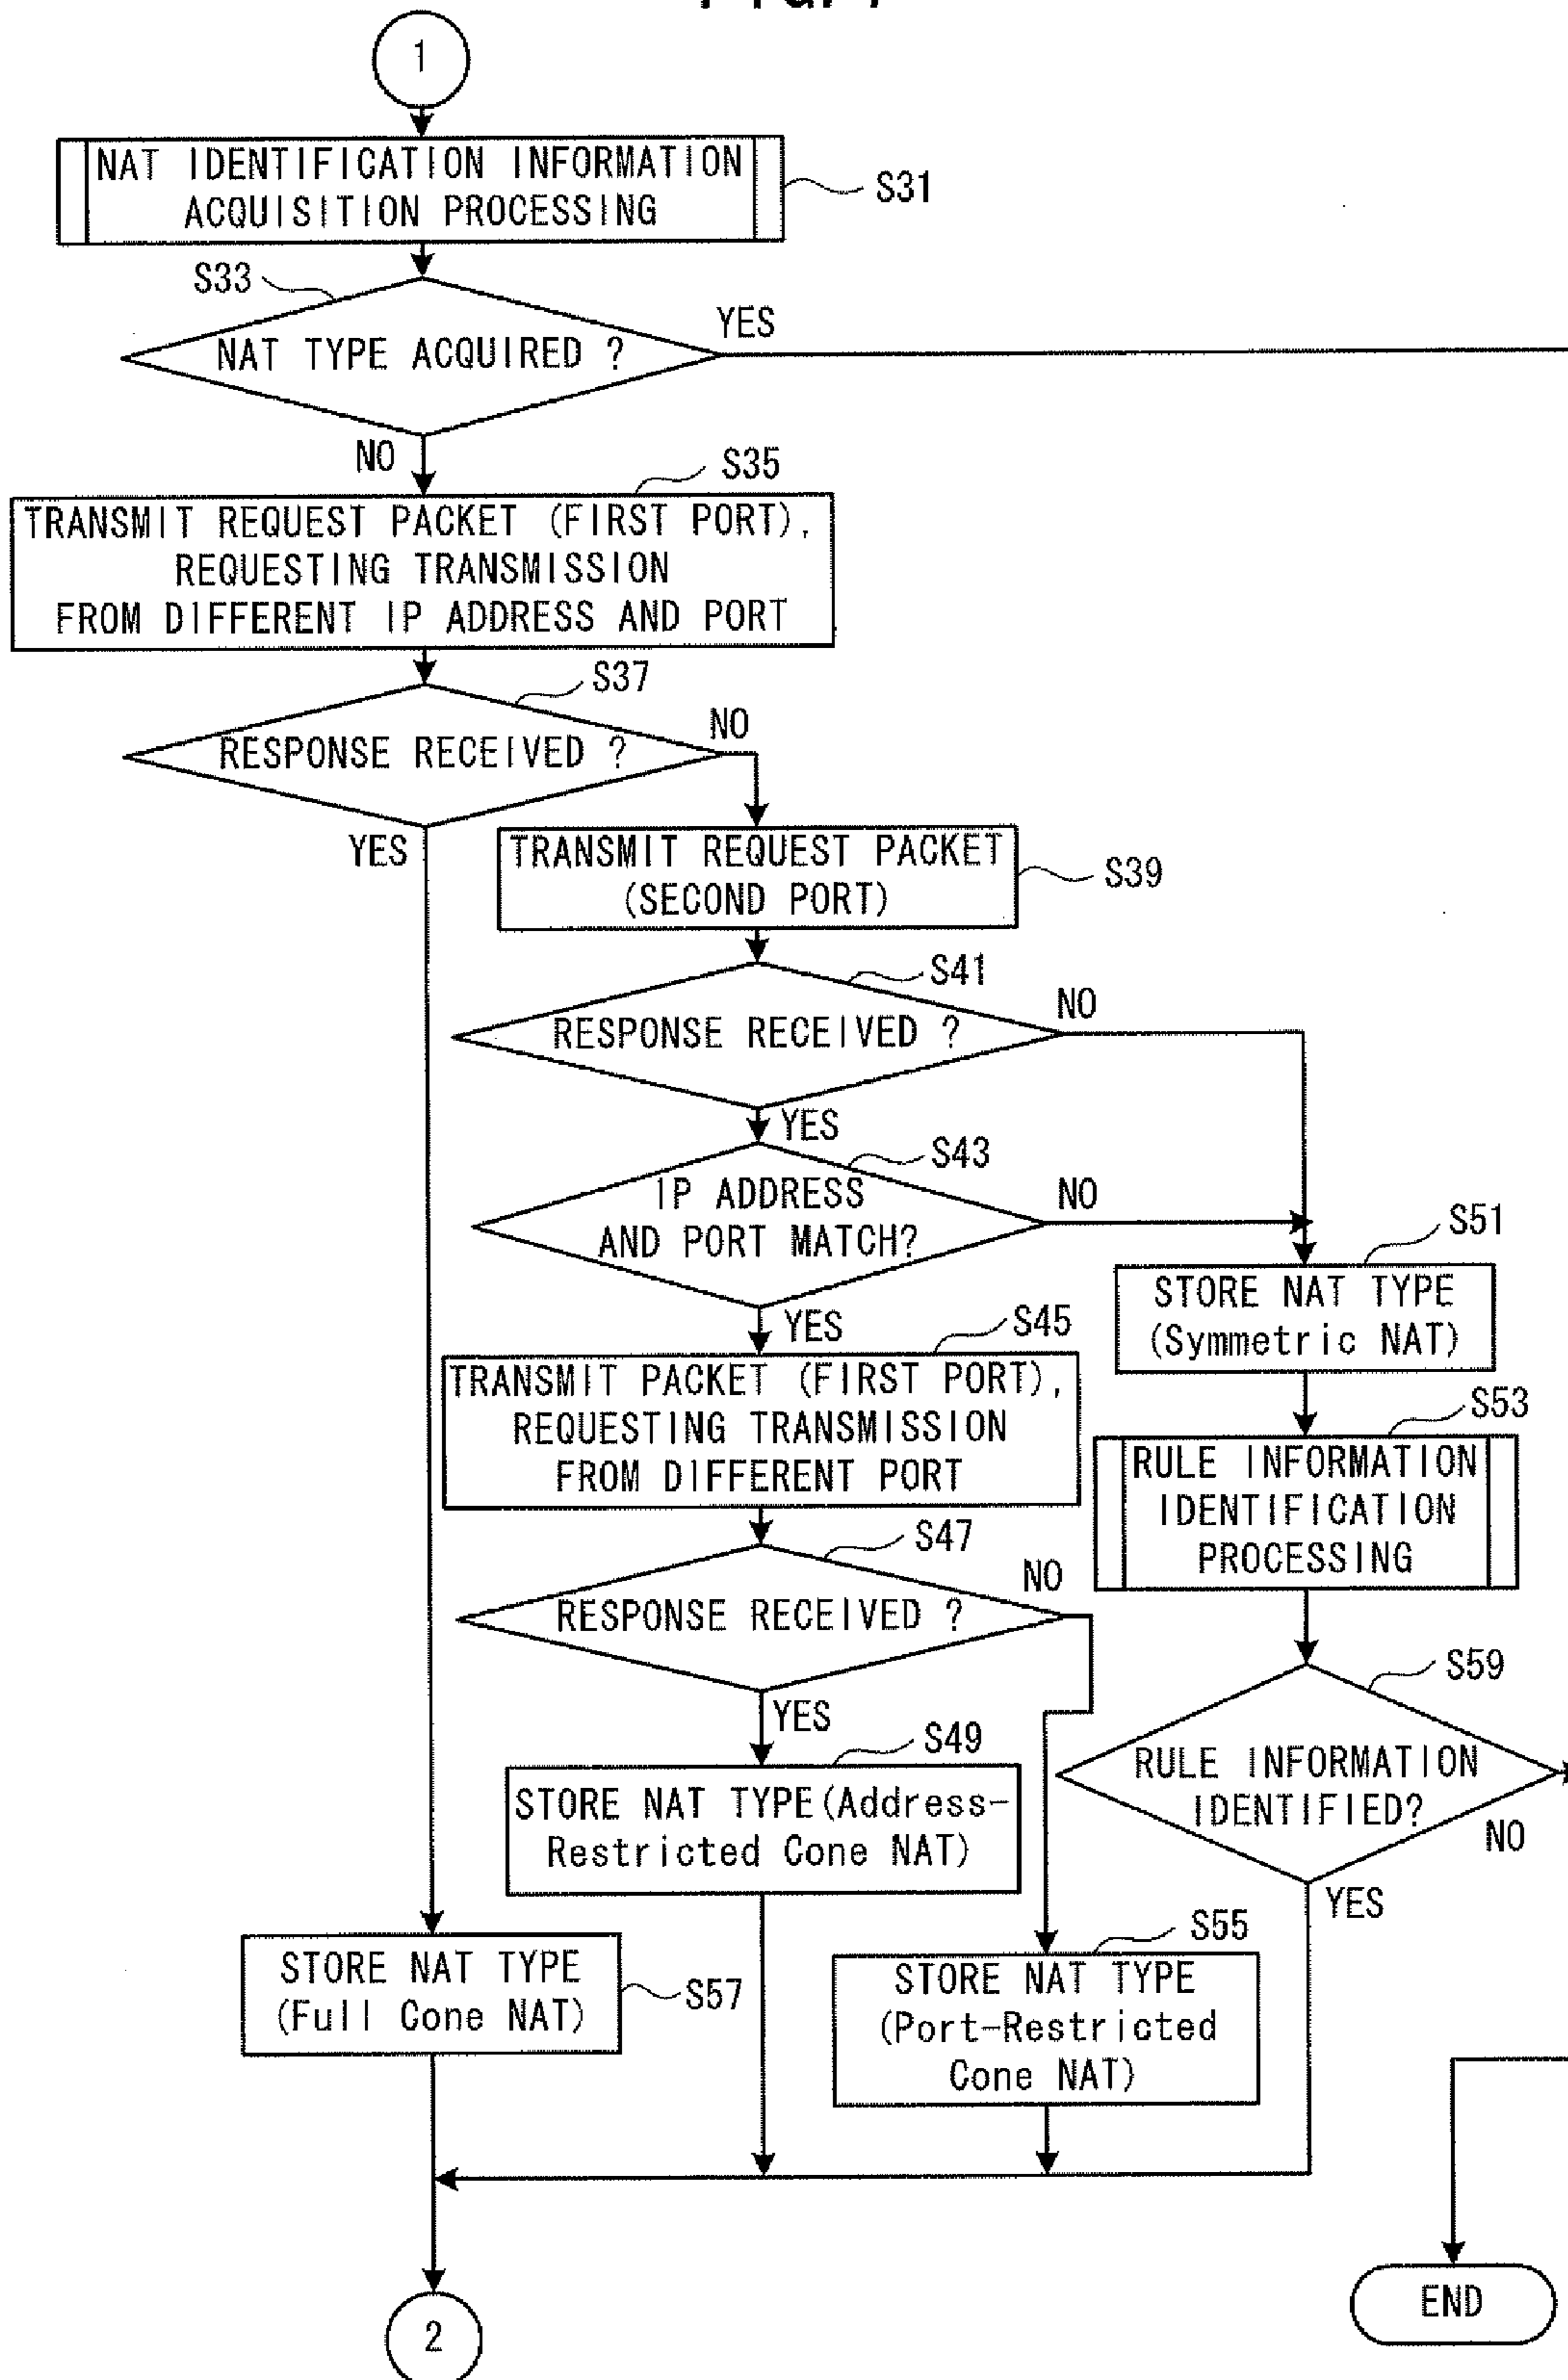 1
NAT IDENTIFICATION INFORMATION
ACQUISITION PROCESSING
S31
S33
NAT TYPE ACQUIRED ?
YES
NO
S35
TRANSMIT REQUEST PACKET (FIRST PORT),
REQUESTING TRANSMISSION
FROM DIFFERENT IP ADDRESS AND PORT
S37
RESPONSE RECEIVED ?
NO
YES
TRANSMIT REQUEST PACKET
(SECOND PORT)
S39
S41
RESPONSE RECEIVED ?
NO
YES
S43
IP ADDRESS
AND PORT MATCH?
NO
YES
S45
TRANSMIT PACKET (FIRST PORT),
REQUESTING TRANSMISSION
FROM DIFFERENT PORT
S51
STORE NAT TYPE
(Symmetric NAT)
S53
RULE INFORMATION
IDENTIFICATION
PROCESSING
S47
RESPONSE RECEIVED ?
NO
YES
S49
STORE NAT TYPE(Address-
Restricted Cone NAT)
S59
RULE INFORMATION
IDENTIFIED?
NO
YES
S55
STORE NAT TYPE
(Port-Restricted
Cone NAT)
STORE NAT TYPE
(Full Cone NAT)
S57
END
2